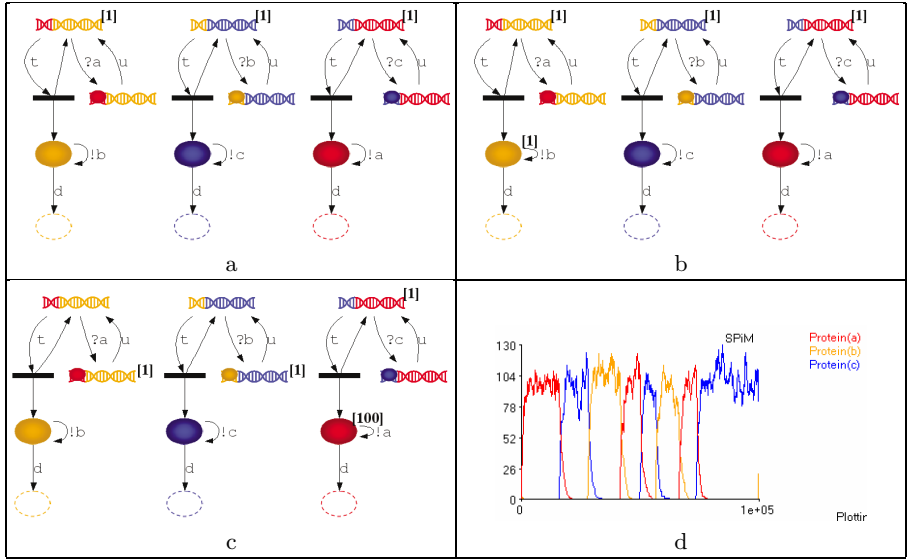 [1] [1] [1]
t ?a u t ?b u t ?c u
!b !c !a
d d d
a
[1] [1] [1]
t ?a u t ?b u t ?c u
[1] !b !c !a
d d d
b
[1]
t ?a u t ?b u t ?c u
[1] [1]
[100]
!b !c !a
d d d
c
SPiM
Protein(a)
Protein(b)
Protein(c)
130
104
78
52
26
0
0 1e+05
Plottir
d